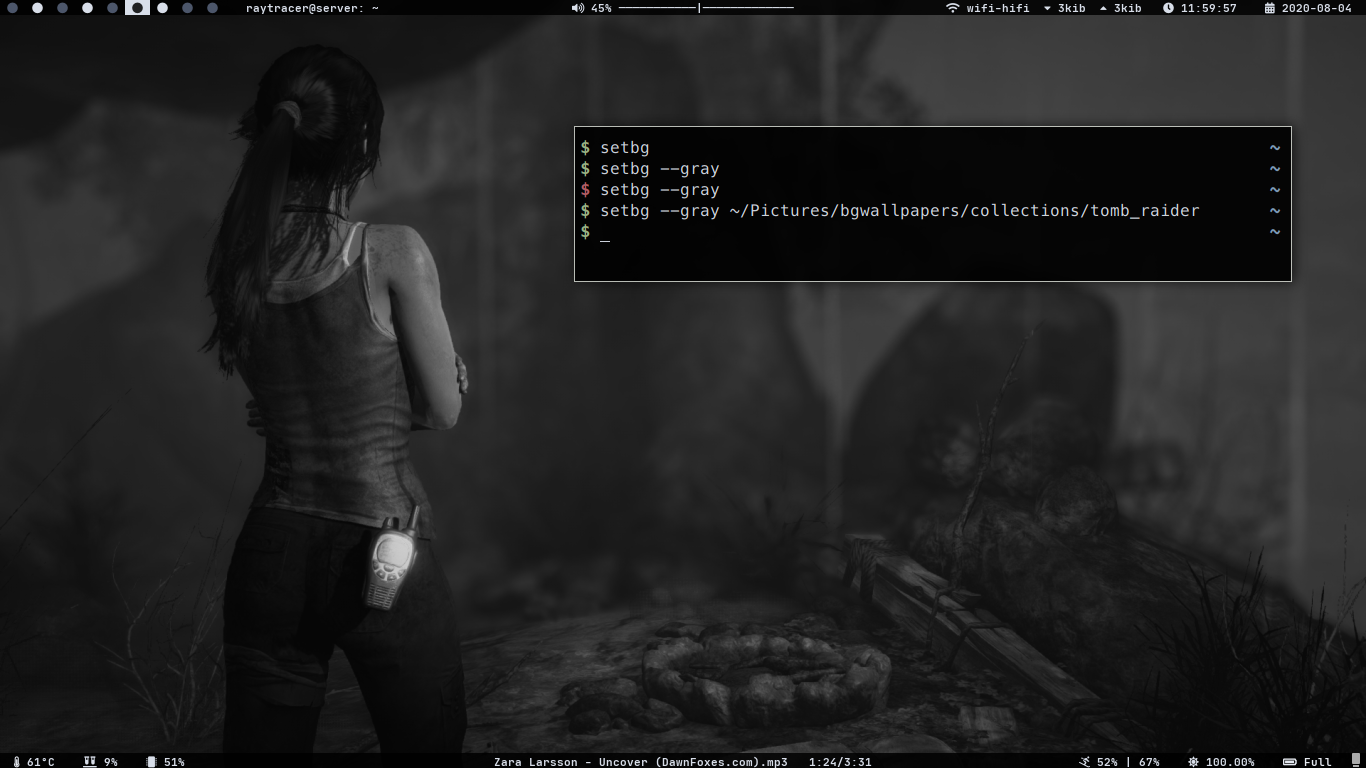 raytracer@server: ~ 45% wifi-hifi 3kib 3kib 11:59:57 2020-08-04
$ setbg ~
$ setbg --gray ~
$ setbg --gray ~
$ setbg --gray ~/Pictures/bgwallpapers/collections/tomb_raider ~
$ _ ~
61°C 9% 51% Zara Larsson - Uncover (DawnFoxes.com).mp3 1:24/3:31 52% | 67% 100.00% Full